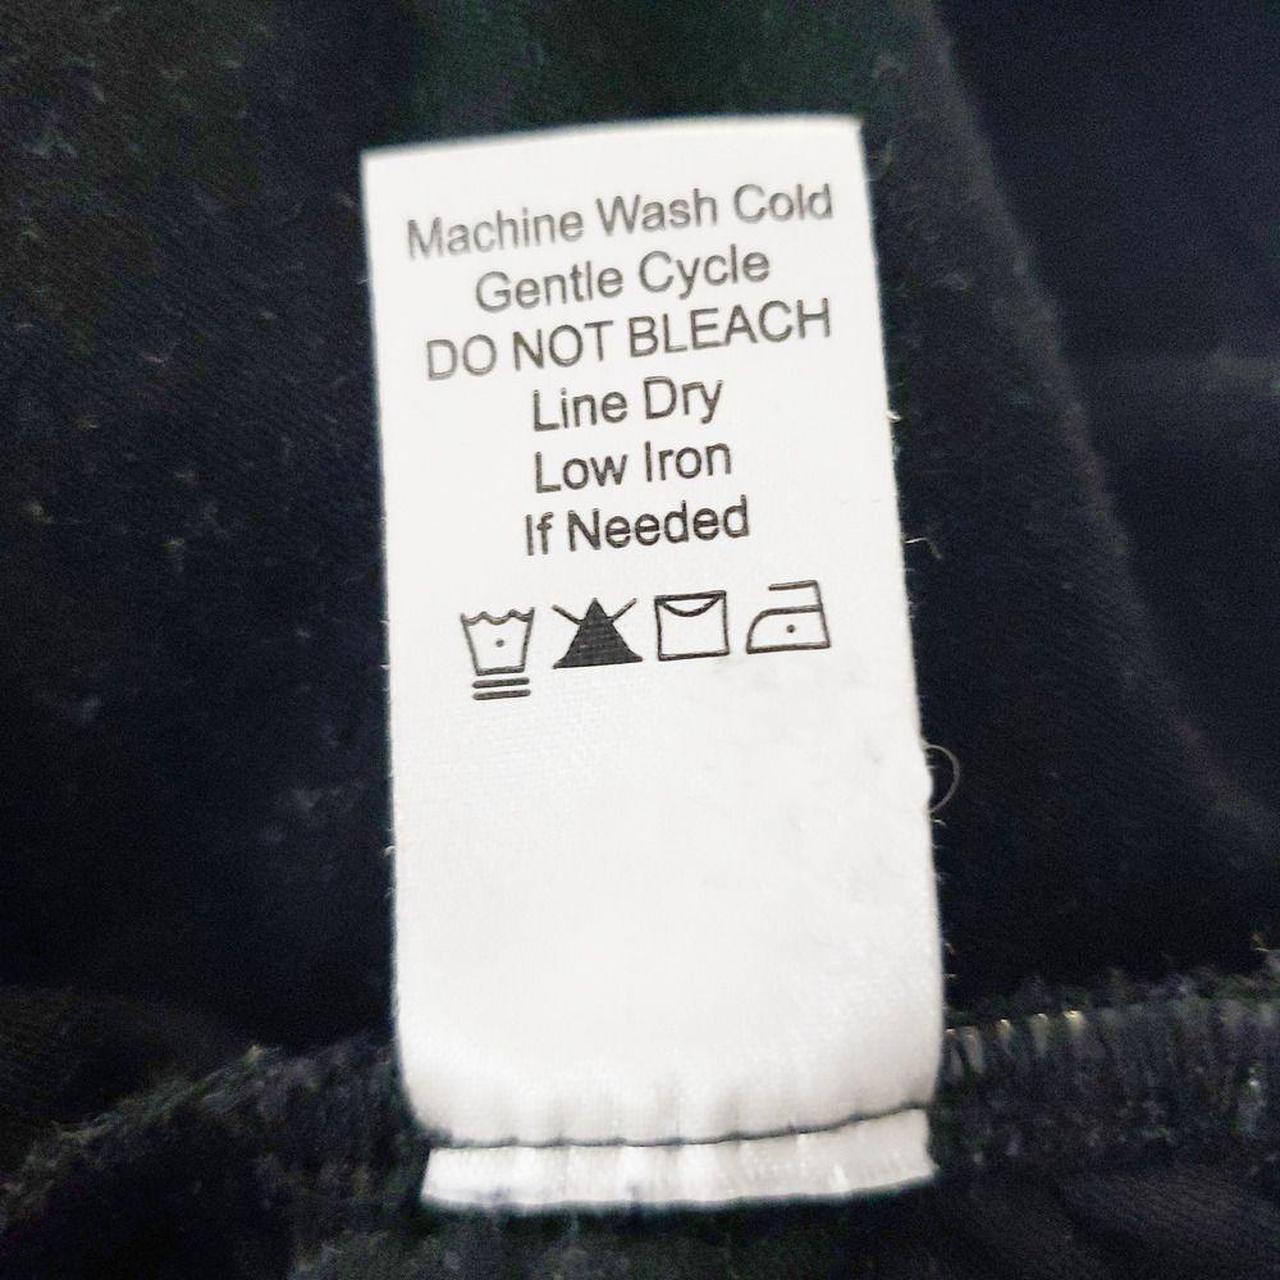 Machine Wash Cold
Gentle Cycle
DO NOT BLEACH
Line Dry
Low Iron
If Needed